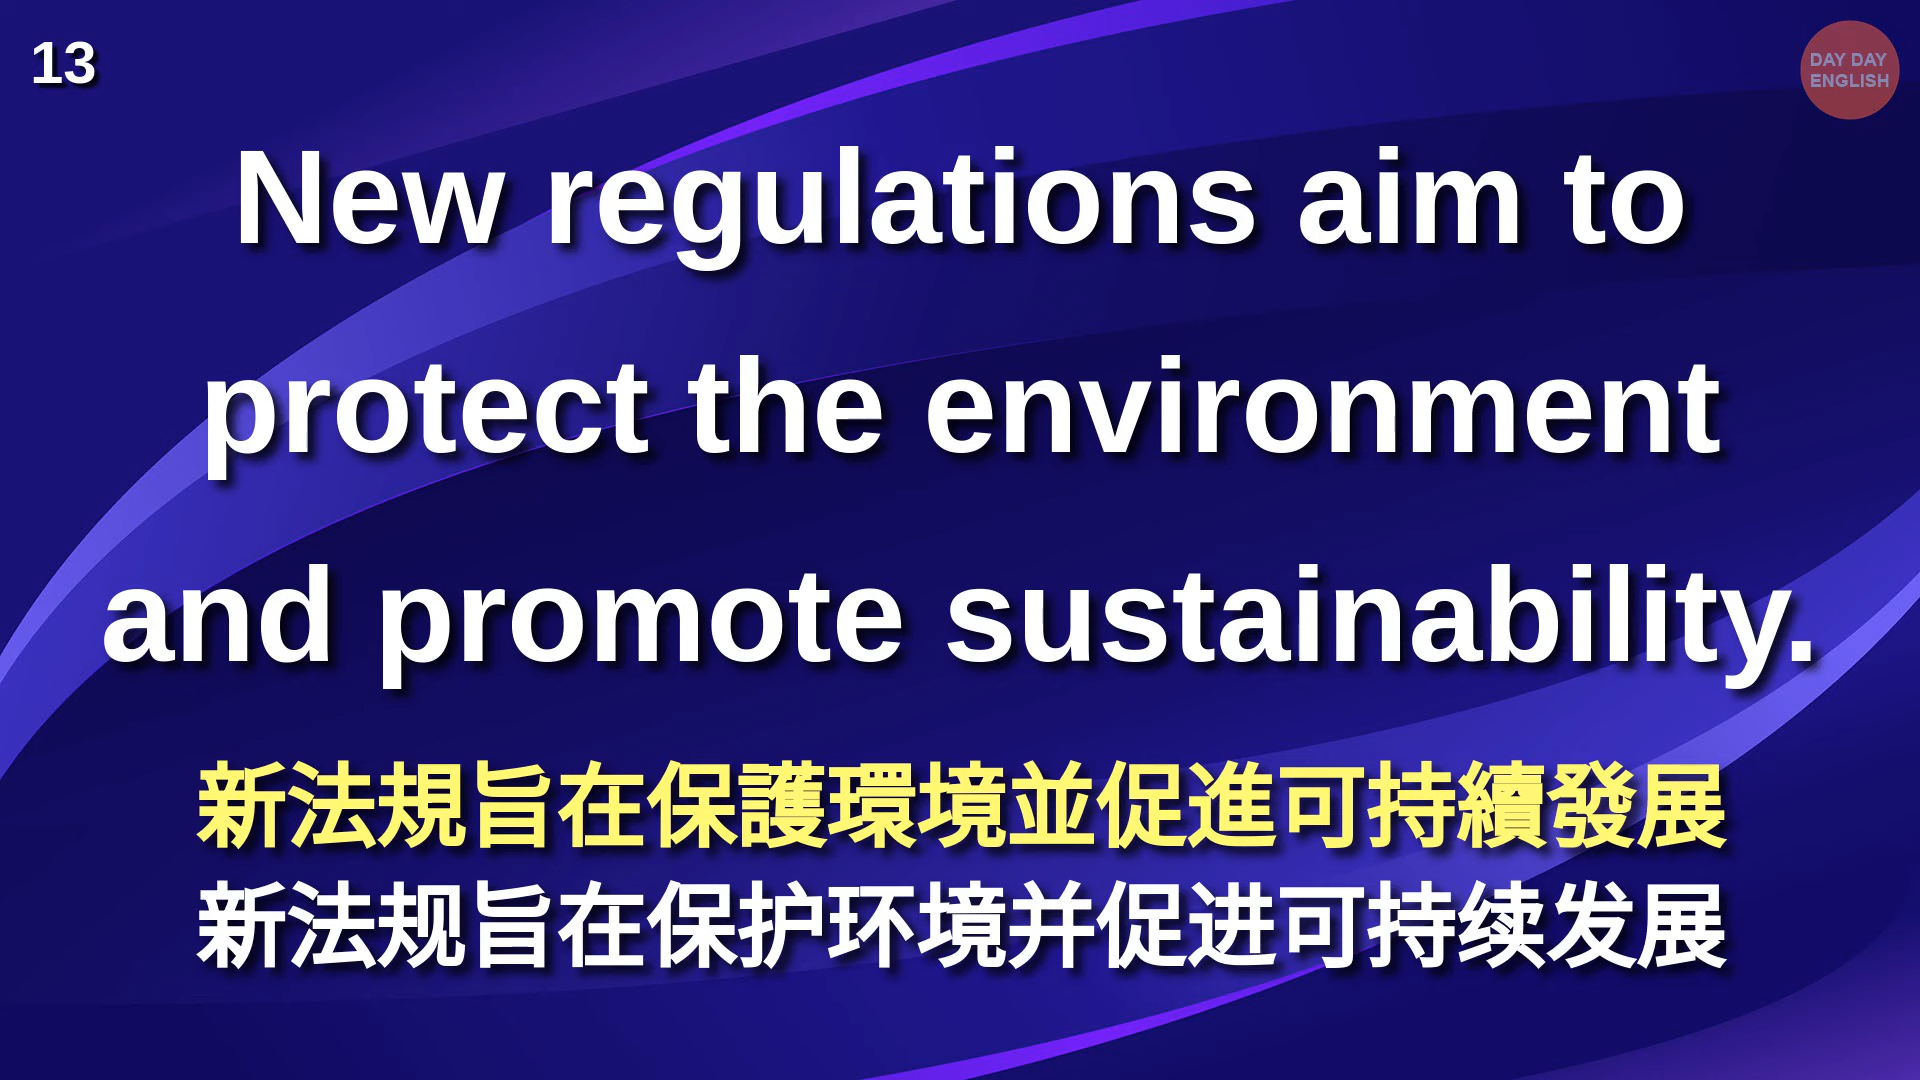 13
DAY DAY
ENGLISH
New regulations aim to
protect the environment
and promote sustainability.
新法規旨在保護環境並促進可持續發展
新法规旨在保护环境并促进可持续发展